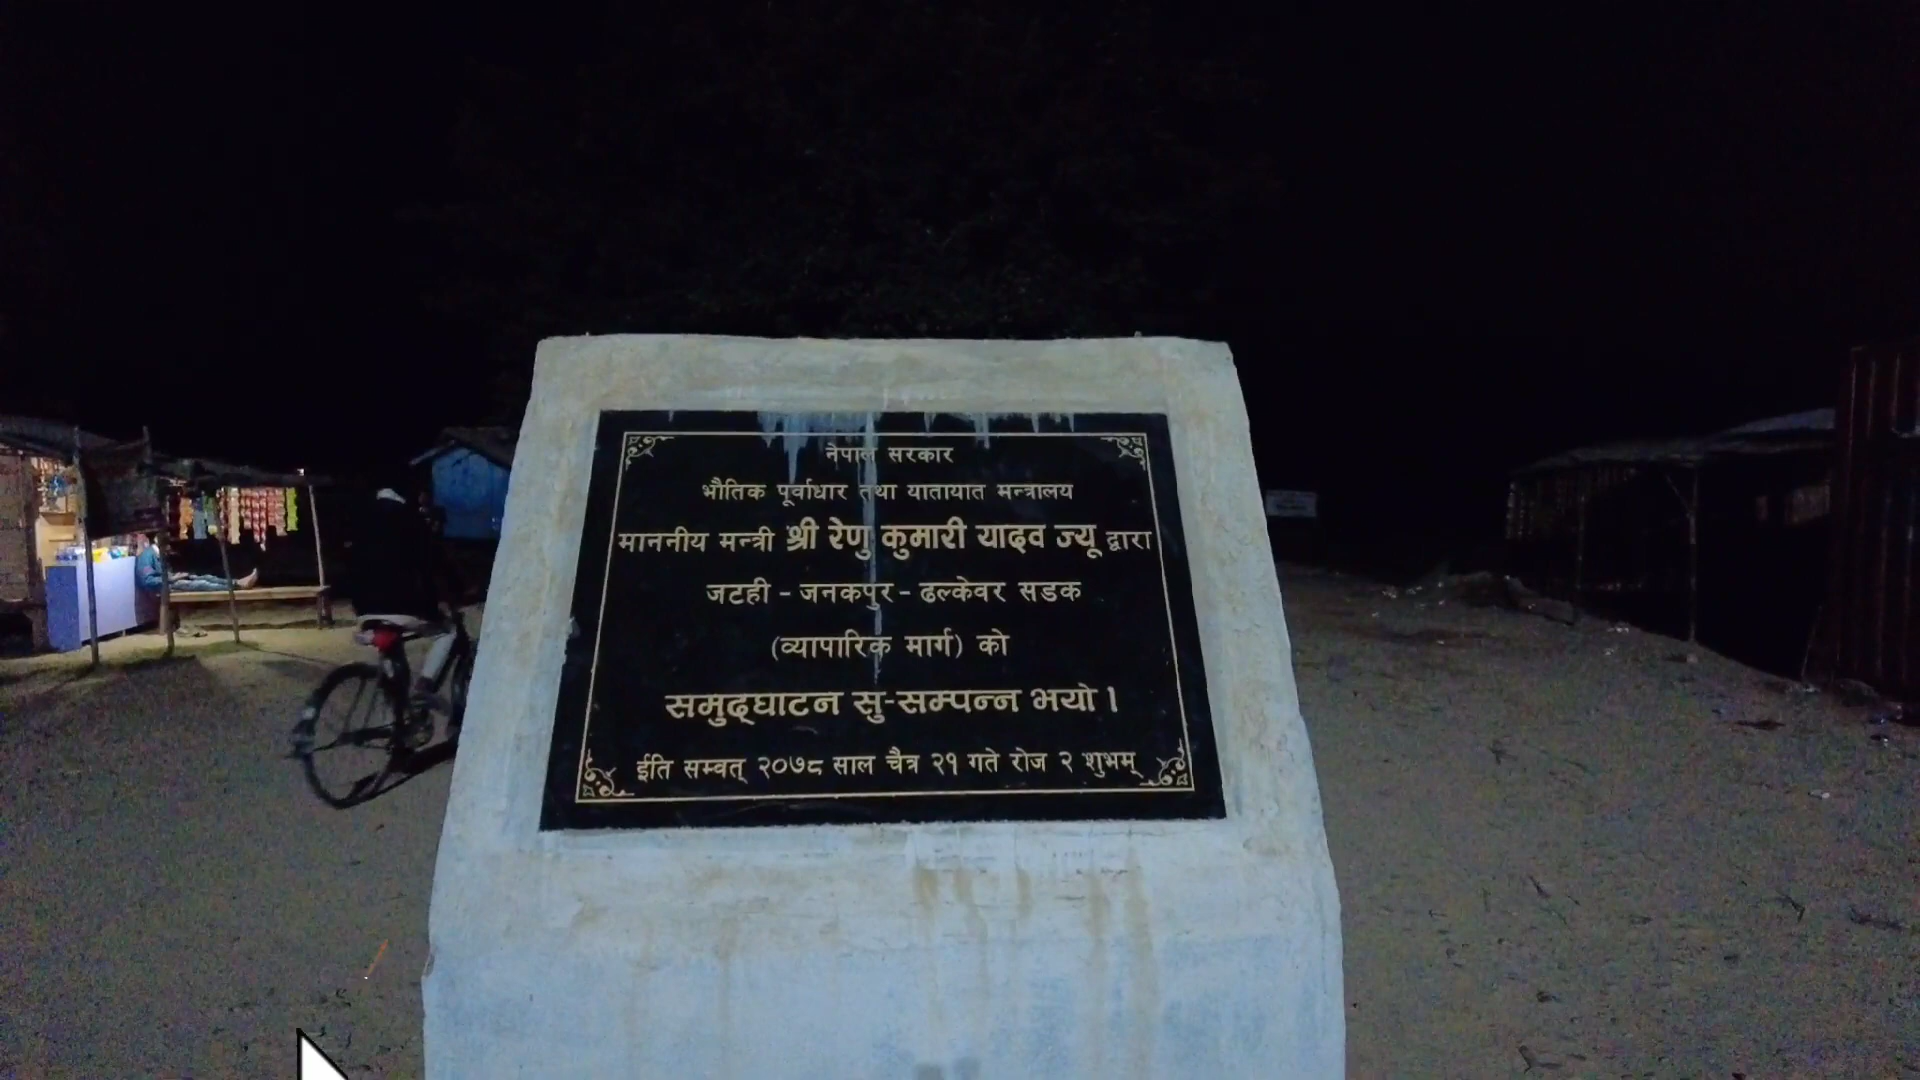 नेपाल सरकार
भौतिक पूर्वाधार तथा यातायात मन्त्रालय
माननीय मन्त्री श्री रेणु कुमारी यादव ज्यू द्वारा
जटही - जनकपुर - ढल्केवर सडक
(व्यापारिक मार्ग) को
समुद्घाटन सु-सम्पन्न भयो ।
ईति सम्वत् २०७८ साल चैत्र २१ गते रोज २ शुभम्